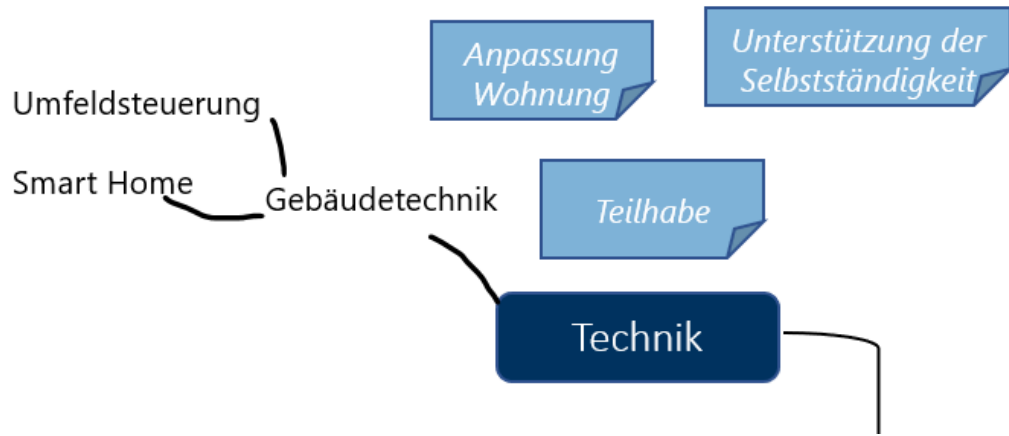 Anpassung
Wohnung
Unterstützung der
Selbstständigkeit
Umfeldsteuerung
Smart Home
Gebäudetechnik
Teilhabe
Technik